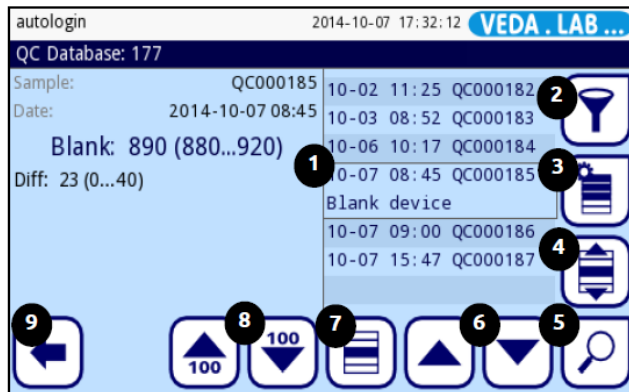 autologin 2014-10-07 17:32:12 VEDA . LAB ...
QC Database: 177
Sample: QC000185
Date: 2014-10-07 08:45
Blank: 890 (880...920)
Diff: 23 (0...40)
10-02 11:25 QC000182
10-03 08:52 QC000183
10-06 10:17 QC000184
10-07 08:45 QC000185
Blank device
10-07 09:00 QC000186
10-07 15:47 QC000187
1
2
3
4
9
8
7
6
5
100
100